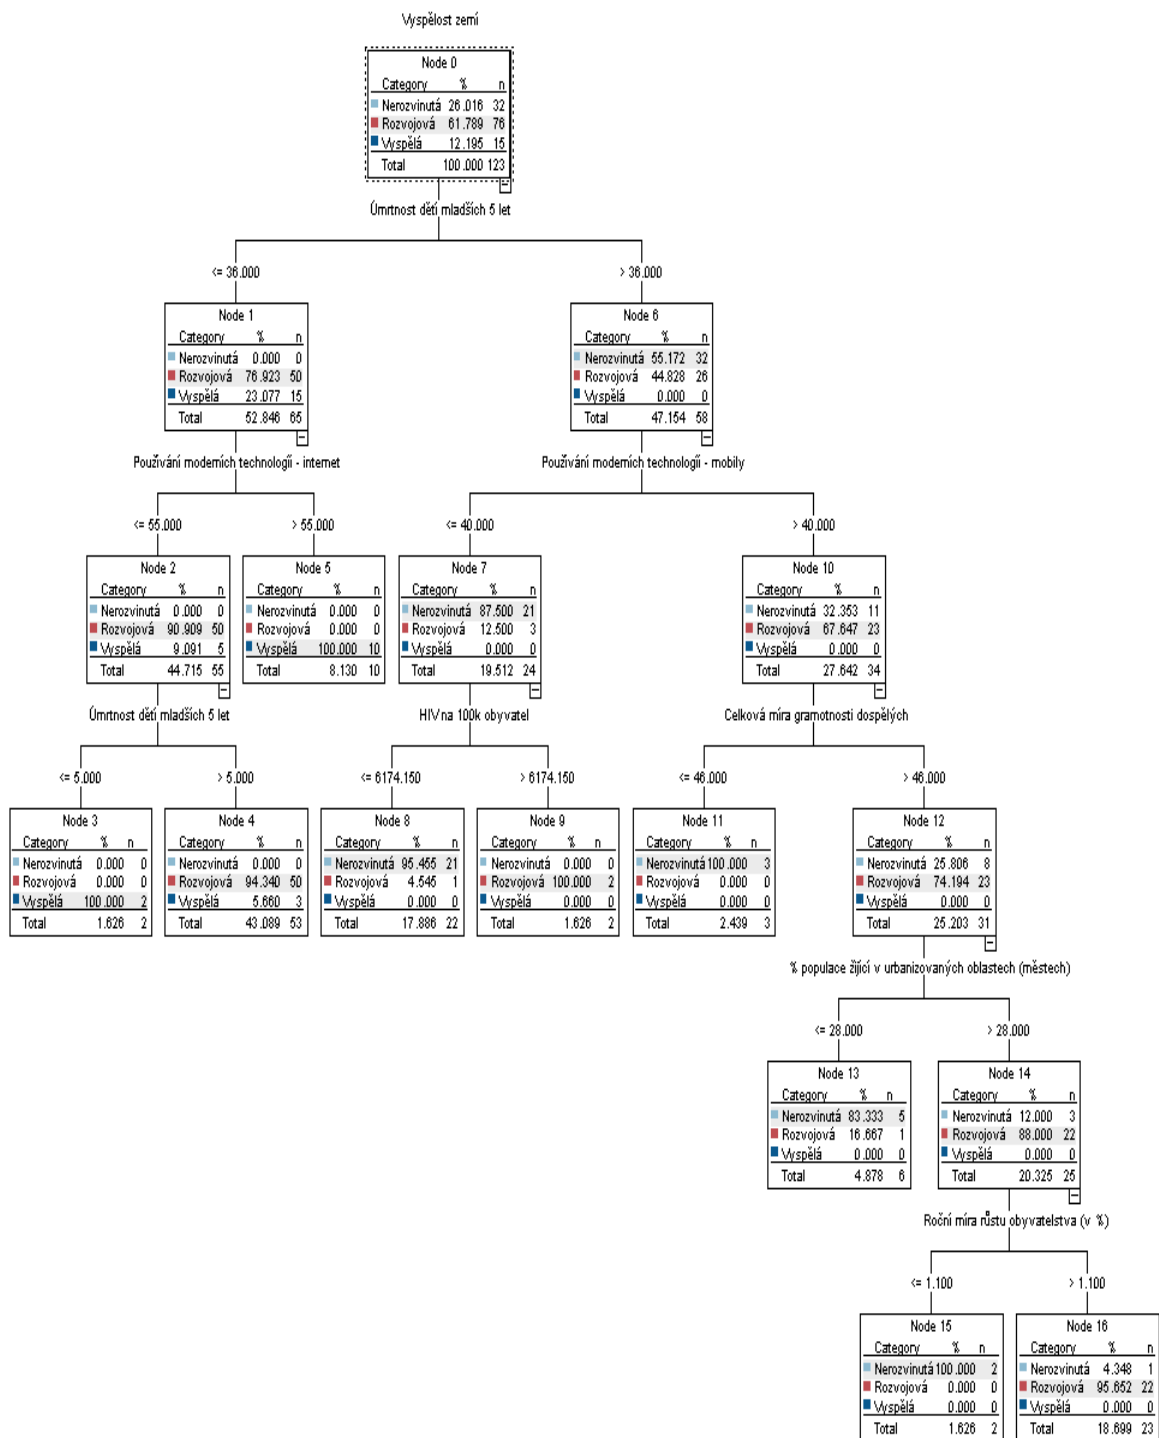 Vyspělost zemí
Node 0
Category % n
Nerozvinutá 26.016 32
Rozvojová 61.789 76
Vyspělá 12.195 15
Total 100.000 123
Úmrtnost dětí mladších 5 let
<= 36.000
> 36.000
Node 1
Category % n
Nerozvinutá 0.000 0
Rozvojová 76.923 50
Vyspělá 23.077 15
Total 52.846 65
Node 6
Category % n
Nerozvinutá 55.172 32
Rozvojová 44.828 26
Vyspělá 0.000 0
Total 47.154 58
Používání moderních technologií - internet
Používání moderních technologií - mobily
<= 55.000
> 55.000
<= 40.000
> 40.000
Node 2
Category % n
Nerozvinutá 0.000 0
Rozvojová 90.909 50
Vyspělá 9.091 5
Total 44.715 55
Node 5
Category % n
Nerozvinutá 0.000 0
Rozvojová 0.000 0
Vyspělá 100.000 10
Total 8.130 10
Node 7
Category % n
Nerozvinutá 87.500 21
Rozvojová 12.500 3
Vyspělá 0.000 0
Total 19.512 24
Node 10
Category % n
Nerozvinutá 32.353 11
Rozvojová 67.647 23
Vyspělá 0.000 0
Total 27.642 34
Úmrtnost dětí mladších 5 let
HIV na 100k obyvatel
Celková míra gramotnosti dospělých
<= 5.000
> 5.000
<= 6174.150
> 6174.150
<= 46.000
> 46.000
Node 3
Category % n
Nerozvinutá 0.000 0
Rozvojová 0.000 0
Vyspělá 100.000 2
Total 1.626 2
Node 4
Category % n
Nerozvinutá 0.000 0
Rozvojová 94.340 50
Vyspělá 5.660 3
Total 43.089 53
Node 8
Category % n
Nerozvinutá 95.455 21
Rozvojová 4.545 1
Vyspělá 0.000 0
Total 17.886 22
Node 9
Category % n
Nerozvinutá 0.000 0
Rozvojová 100.000 2
Vyspělá 0.000 0
Total 1.626 2
Node 11
Category % n
Nerozvinutá 100.000 3
Rozvojová 0.000 0
Vyspělá 0.000 0
Total 2.439 3
Node 12
Category % n
Nerozvinutá 25.806 8
Rozvojová 74.194 23
Vyspělá 0.000 0
Total 25.203 31
% populace žijící v urbanizovaných oblastech (městech)
<= 28.000
> 28.000
Node 13
Category % n
Nerozvinutá 83.333 5
Rozvojová 16.667 1
Vyspělá 0.000 0
Total 4.878 6
Node 14
Category % n
Nerozvinutá 12.000 3
Rozvojová 88.000 22
Vyspělá 0.000 0
Total 20.325 25
Roční míra růstu obyvatelstva (v %)
<= 1.100
> 1.100
Node 15
Category % n
Nerozvinutá 100.000 2
Rozvojová 0.000 0
Vyspělá 0.000 0
Total 1.626 2
Node 16
Category % n
Nerozvinutá 4.348 1
Rozvojová 95.652 22
Vyspělá 0.000 0
Total 18.699 23